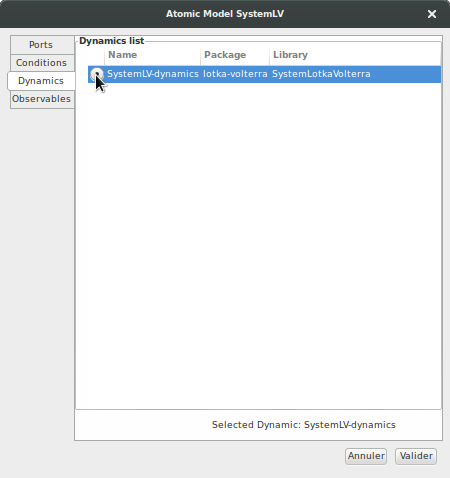 Atomic Model SystemLV
Ports
Conditions
Dynamics
Observables
Dynamics list
Name Package Library
SystemLV-dynamics lotka-volterra SystemLotkaVolterra
Selected Dynamic: SystemLV-dynamics
Annuler Valider